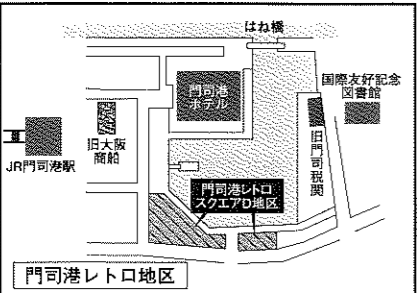 はね橋
門司港
ホテル
国際友好記念
図書館
旧大阪
商船
旧門司税関
JR門司港駅
門司港レトロ
スクエアD地区
門司港レトロ地区